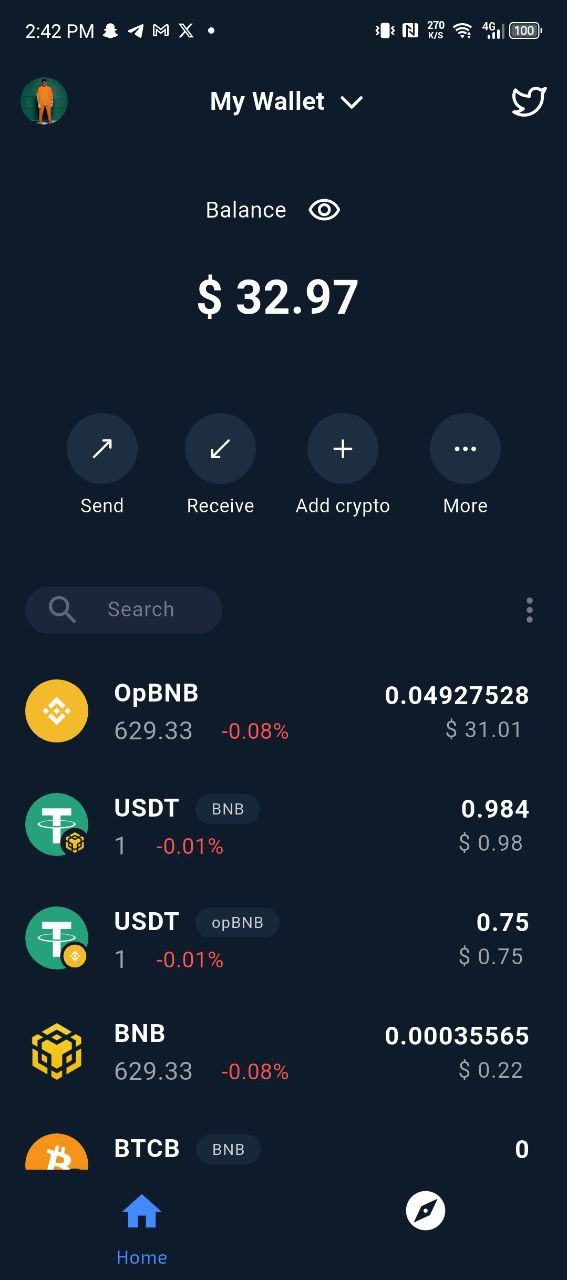 2:42 PM 270 K/S 4G 100
My Wallet
Balance
$ 32.97
Send Receive Add crypto More
Search
OpBNB 0.04927528
629.33 -0.08% $ 31.01
USDT BNB 0.984
1 -0.01% $ 0.98
USDT opBNB 0.75
1 -0.01% $ 0.75
BNB 0.00035565
629.33 -0.08% $ 0.22
BTCB BNB 0
Home